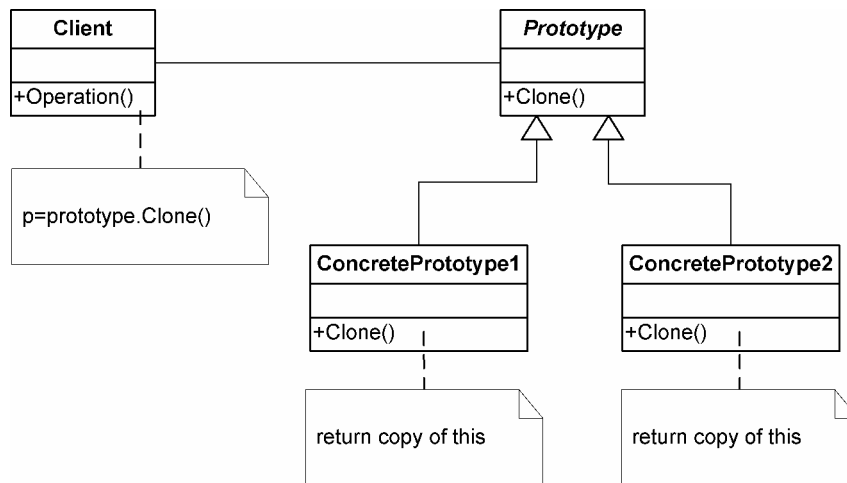 Client
+Operation()
p=prototype.Clone()
Prototype
+Clone()
ConcretePrototype1
+Clone()
return copy of this
ConcretePrototype2
+Clone()
return copy of this